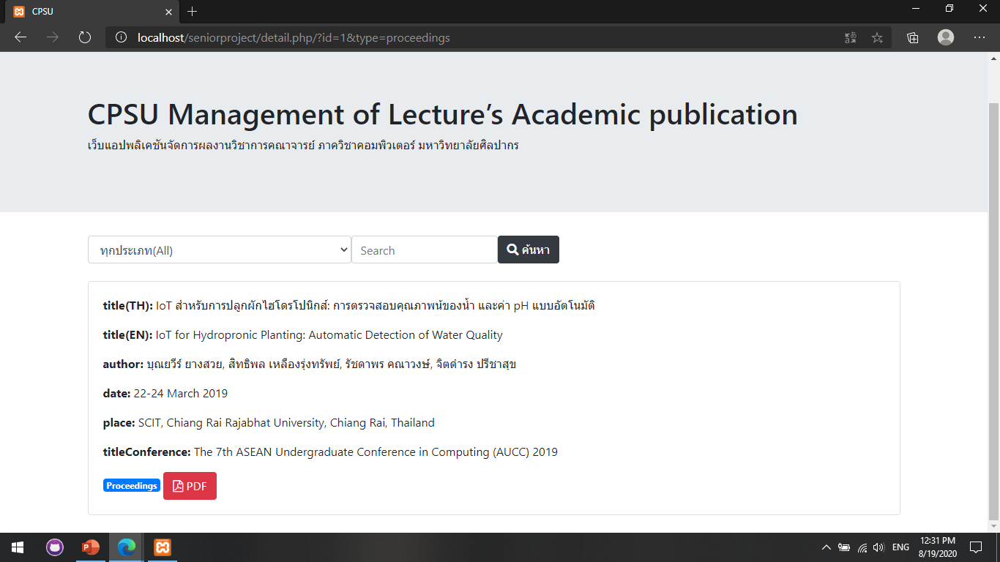 CPSU
localhost/seniorproject/detail.php/?id=1&type=proceedings
CPSU Management of Lecture’s Academic publication
เว็บแอปพลิเคชันจัดการผลงานวิชาการคณาจารย์ ภาควิชาคอมพิวเตอร์ มหาวิทยาลัยศิลปากร
ทุกประเภท(All)
Search
ค้นหา
title(TH): IoT สำหรับการปลูกผักไฮโดรโปนิกส์: การตรวจสอบคุณภาพน้ของน้ำ และค่า pH แบบอัตโนมัติ
title(EN): IoT for Hydropronic Planting: Automatic Detection of Water Quality
author: บุณยวีร์ ยางสวย, สิทธิพล เหลืองรุ่งทรัพย์, รัชดาพร คณาวงษ์, จิตดำรง ปรีชาสุข
date: 22-24 March 2019
place: SCIT, Chiang Rai Rajabhat University, Chiang Rai, Thailand
titleConference: The 7th ASEAN Undergraduate Conference in Computing (AUCC) 2019
Proceedings PDF
ENG
12:31 PM
8/19/2020